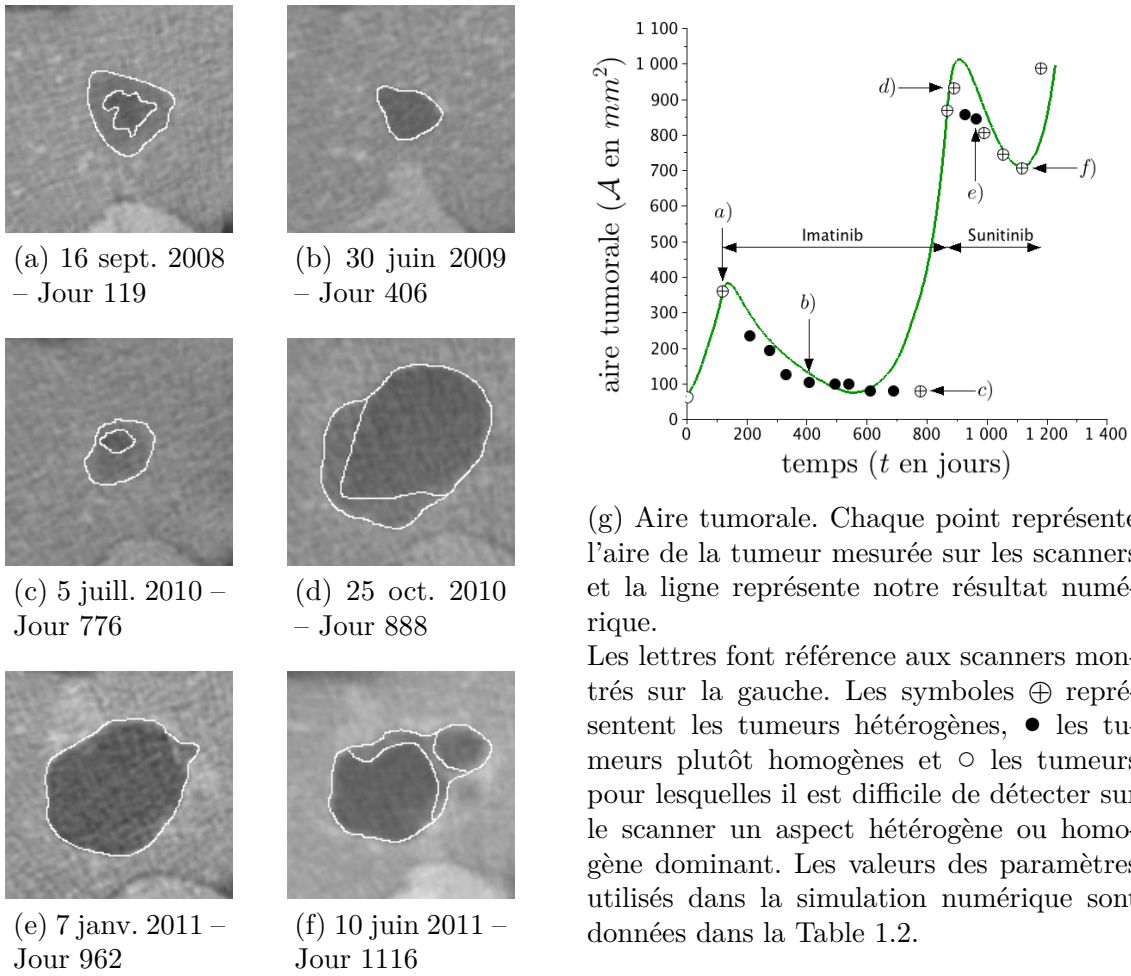 (a) 16 sept. 2008
– Jour 119
(b) 30 juin 2009
– Jour 406
(c) 5 juill. 2010 –
Jour 776
(d) 25 oct. 2010
– Jour 888
(e) 7 janv. 2011 –
Jour 962
(f) 10 juin 2011 –
Jour 1116
aire tumorale (𝒜 en mm²)
1 100
1 000
900
800
700
600
500
400
300
200
100
0
a)
b)
c)
d)
e)
f)
Imatinib
Sunitinib
0 200 400 600 800 1 000 1 200 1 400
temps (t en jours)
(g) Aire tumorale. Chaque point représente
l'aire de la tumeur mesurée sur les scanners
et la ligne représente notre résultat numé-
rique.
Les lettres font référence aux scanners mon-
trés sur la gauche. Les symboles ⊕ repré-
sentent les tumeurs hétérogènes, ● les tu-
meurs plutôt homogènes et ○ les tumeurs
pour lesquelles il est difficile de détecter sur
le scanner un aspect hétérogène ou homo-
gène dominant. Les valeurs des paramètres
utilisés dans la simulation numérique sont
données dans la Table 1.2.